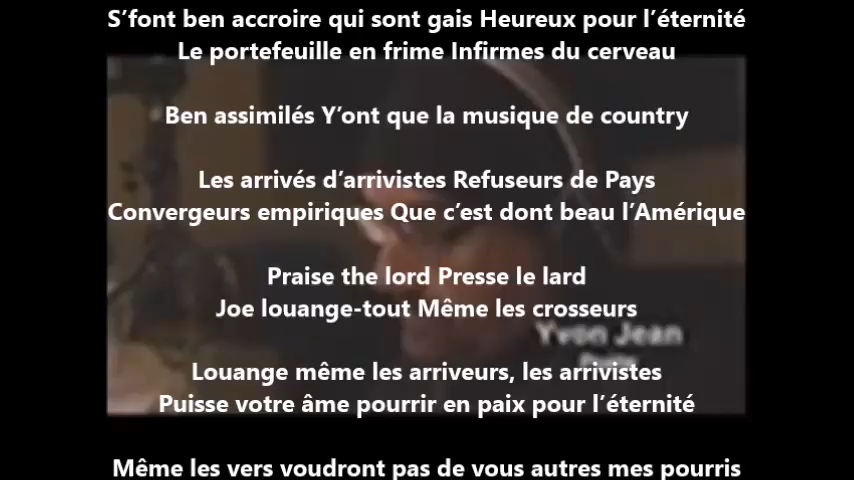 S’font ben accroire qui sont gais Heureux pour l’éternité
Le portefeuille en frime Infirmes du cerveau
Ben assimilés Y’ont que la musique de country
Les arrivés d’arrivistes Refuseurs de Pays
Convergeurs empiriques Que c’est dont beau l’Amérique
Praise the lord Presse le lard
Joe louange-tout Même les crosseurs
Yvon Jean
Louange même les arriveurs, les arrivistes
Puisse votre âme pourrir en paix pour l’éternité
Même les vers voudront pas de vous autres mes pourris